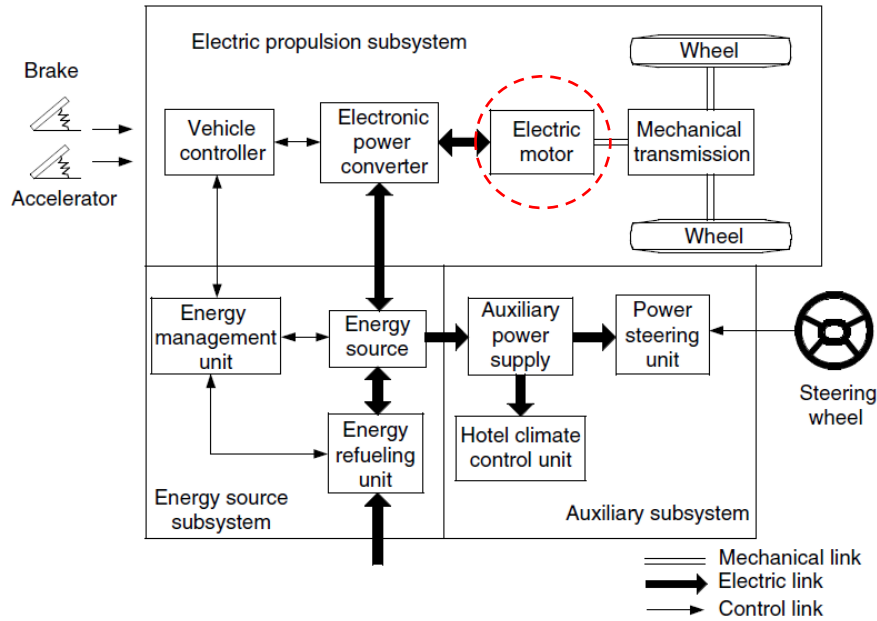 Electric propulsion subsystem
Brake
Accelerator
Vehicle
controller
Electronic
power
converter
Electric
motor
Mechanical
transmission
Wheel
Wheel
Energy
management
unit
Energy
source
Energy
refueling
unit
Energy source
subsystem
Auxiliary
power
supply
Power
steering
unit
Hotel climate
control unit
Auxiliary subsystem
Steering
wheel
Mechanical link
Electric link
Control link